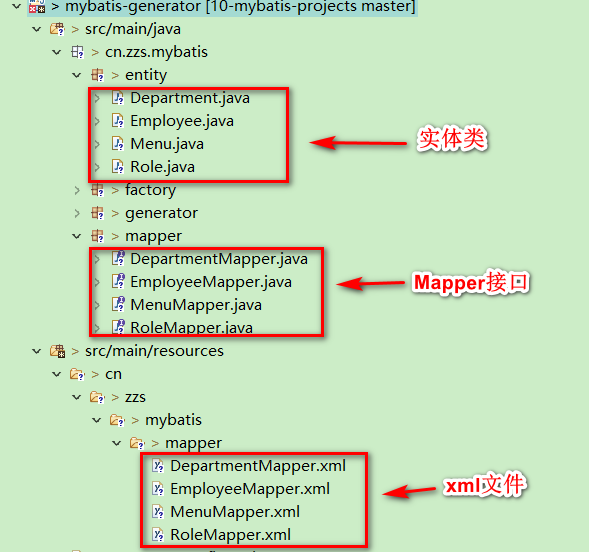 > mybatis-generator [10-mybatis-projects master]
> src/main/java
> cn.zzs.mybatis
> entity
> Department.java
> Employee.java
实体类
> Menu.java
> Role.java
> factory
> generator
> mapper
> DepartmentMapper.java
> EmployeeMapper.java
Mapper接口
> MenuMapper.java
> RoleMapper.java
> src/main/resources
> cn
> zzs
> mybatis
> mapper
DepartmentMapper.xml
EmployeeMapper.xml
xml文件
MenuMapper.xml
RoleMapper.xml